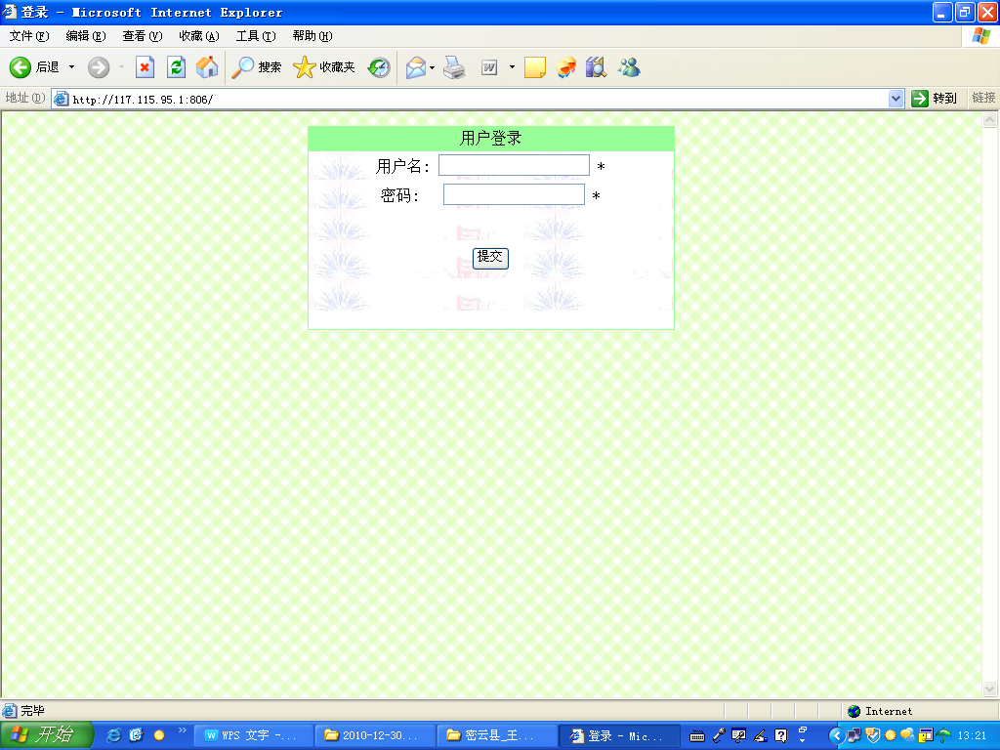 登录 - Microsoft Internet Explorer
文件(F) 编辑(E) 查看(V) 收藏(A) 工具(T) 帮助(H)
后退 搜索 收藏夹
地址(D) http://117.115.95.1:806/ 转到 链接
用户登录
用户名: *
密码: *
提交
完毕 Internet
开始 WPS 文字 -... 2010-12-30... 密云县_王... 登录 - Mic... 13:21